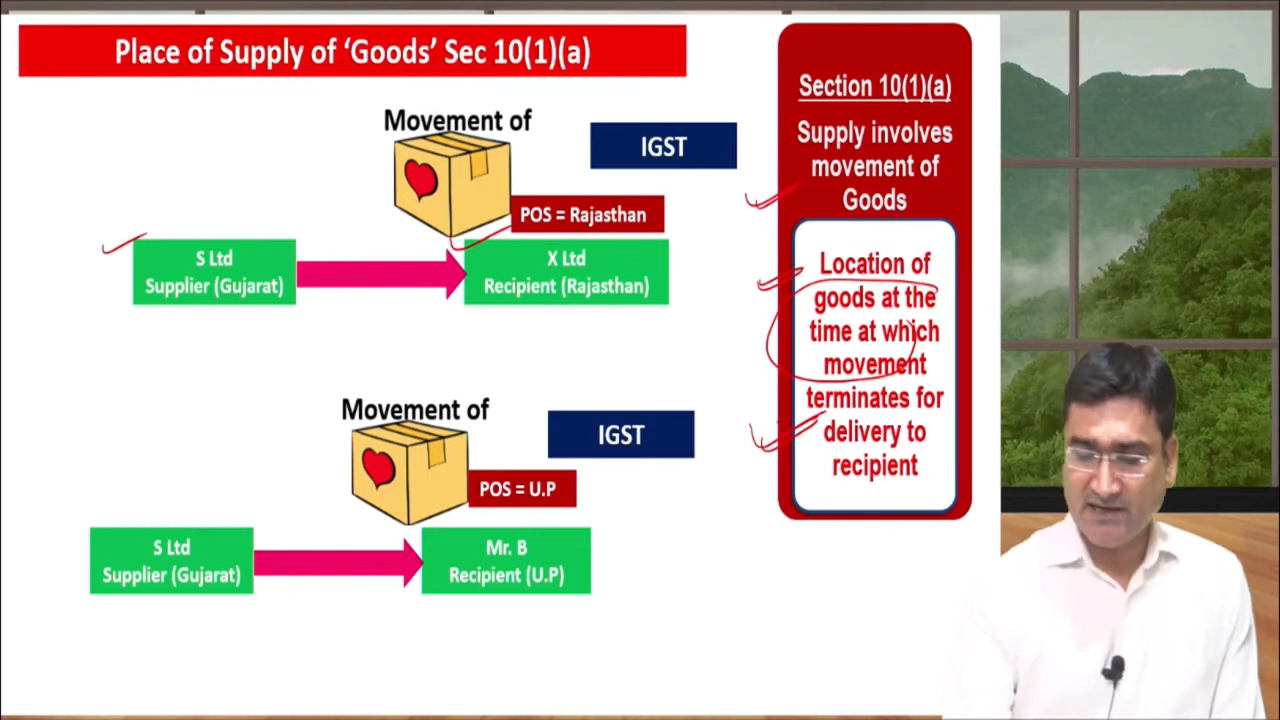 Place of Supply of ‘Goods’ Sec 10(1)(a)
Movement of
IGST
POS = Rajasthan
S Ltd
Supplier (Gujarat)
X Ltd
Recipient (Rajasthan)
Movement of
IGST
POS = U.P
S Ltd
Supplier (Gujarat)
Mr. B
Recipient (U.P)
Section 10(1)(a)
Supply involves
movement of
Goods
Location of
goods at the
time at which
movement
terminates for
delivery to
recipient